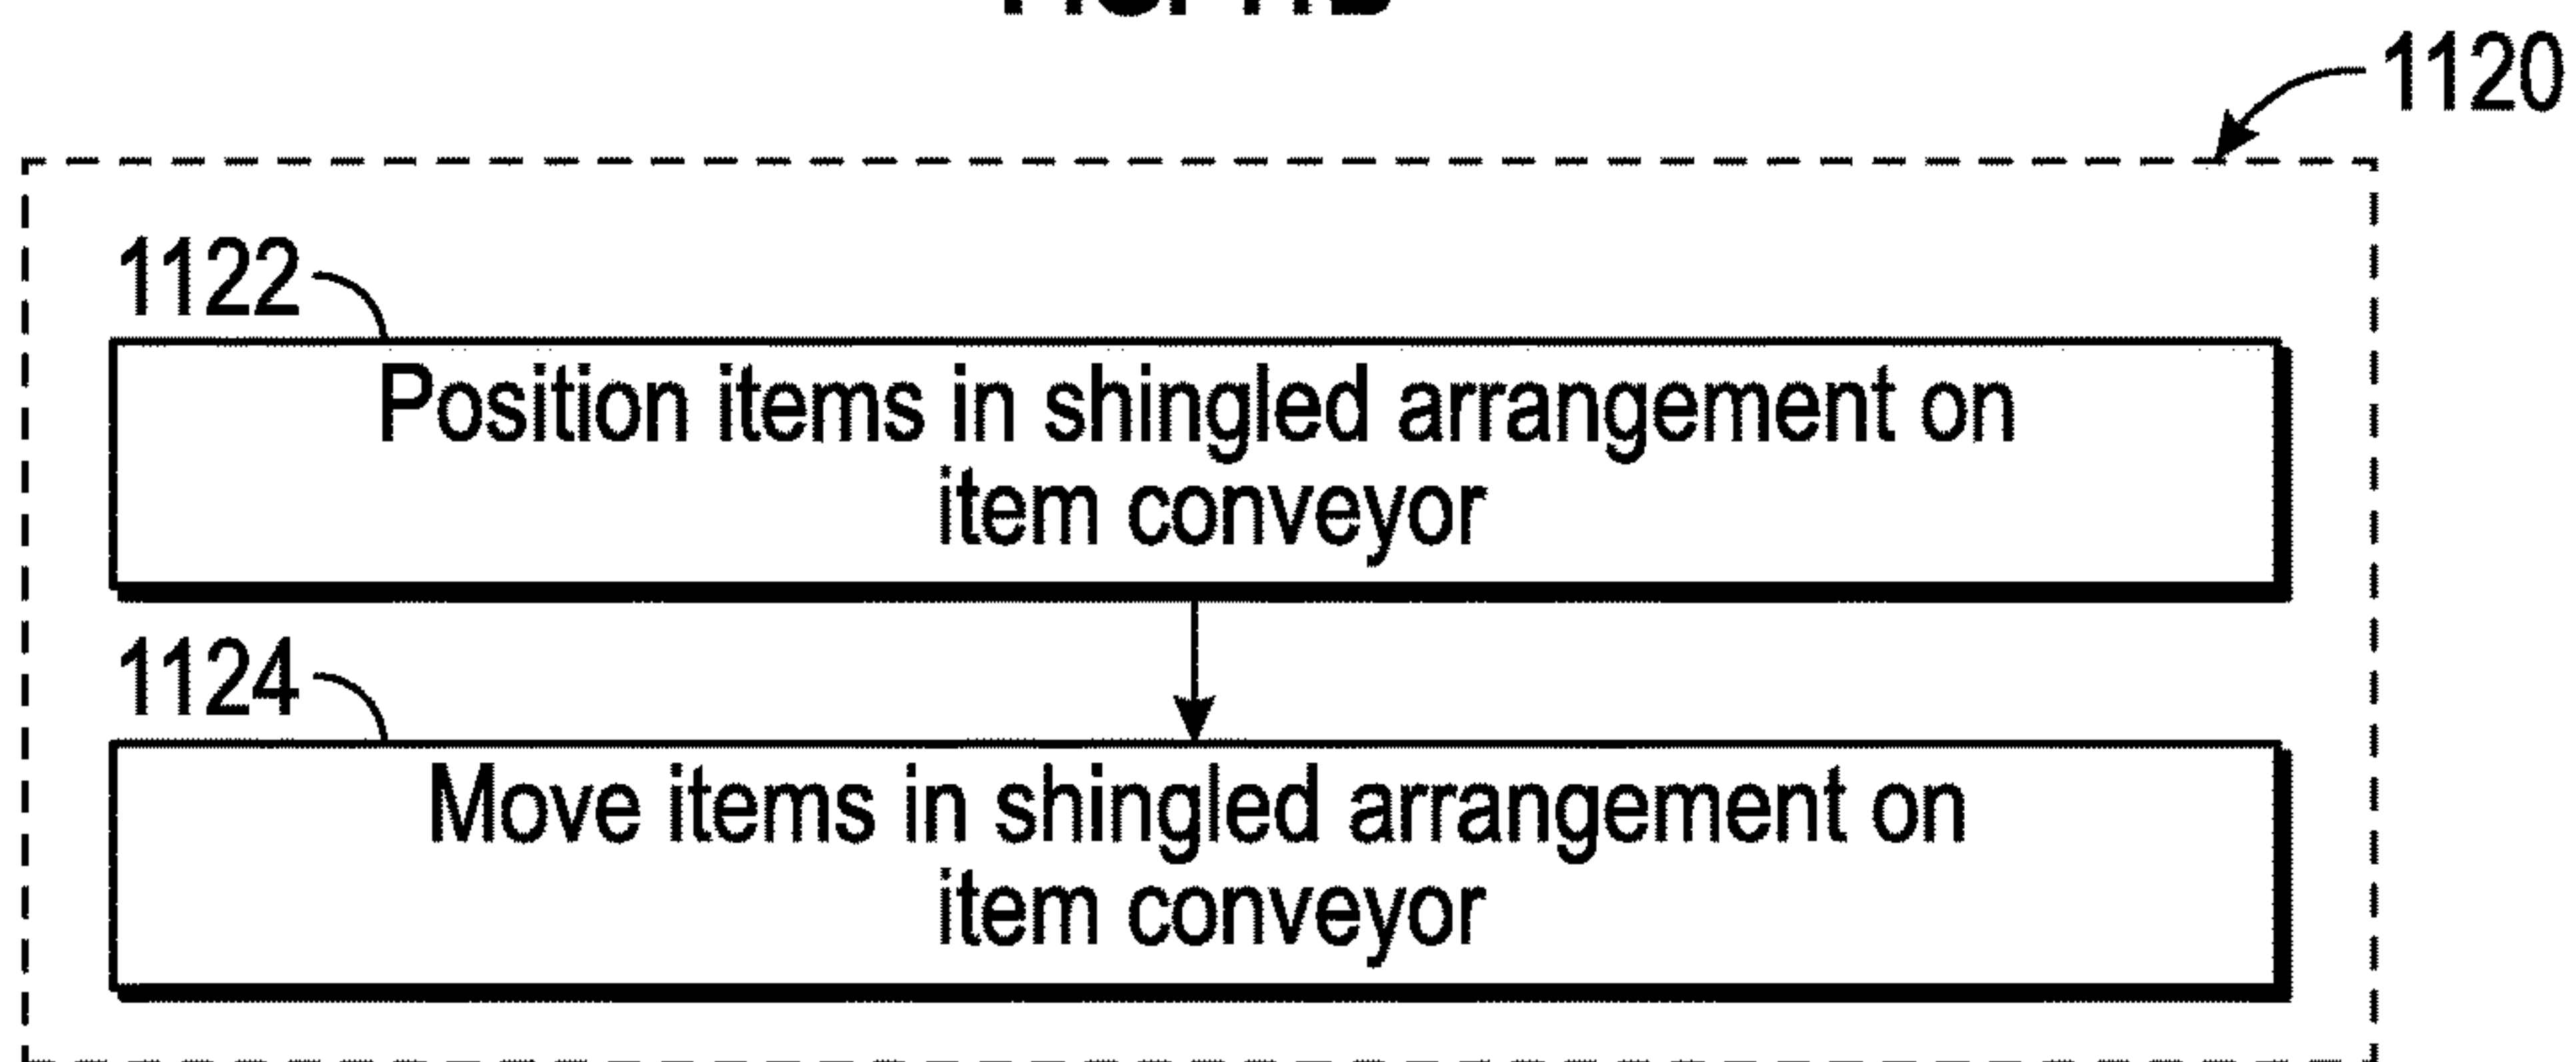 1120
1122
Position items in shingled arrangement on
item conveyor
1124
Move items in shingled arrangement on
item conveyor